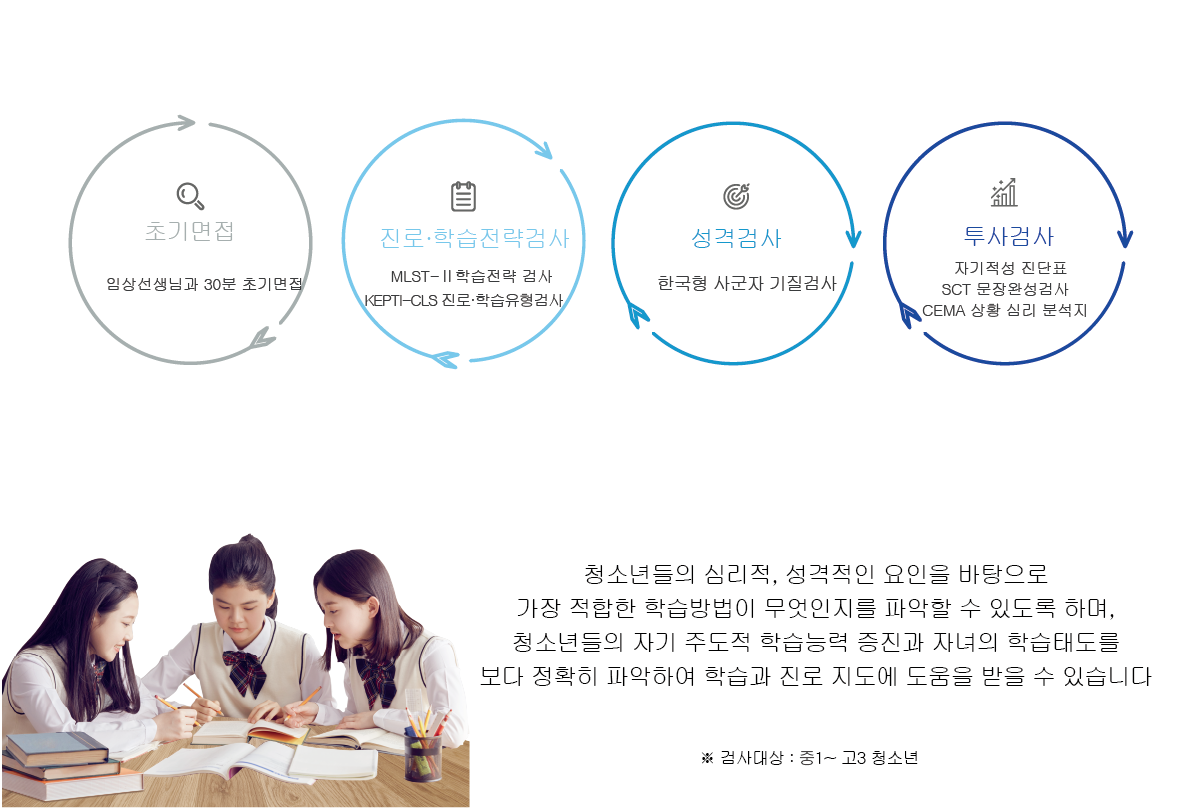 초기면접
임상선생님과 30분 초기면접
진로·학습전략검사
MLST-Ⅱ학습전략 검사
KEPTI-CLS 진로·학습유형검사
성격검사
한국형 사군자 기질검사
투사검사
자기적성 진단표
SCT 문장완성검사
CEMA 상황 심리 분석지
청소년들의 심리적, 성격적인 요인을 바탕으로
가장 적합한 학습방법이 무엇인지를 파악할 수 있도록 하며,
청소년들의 자기 주도적 학습능력 증진과 자녀의 학습태도를
보다 정확히 파악하여 학습과 진로 지도에 도움을 받을 수 있습니다
※ 검사대상 : 중1~ 고3 청소년